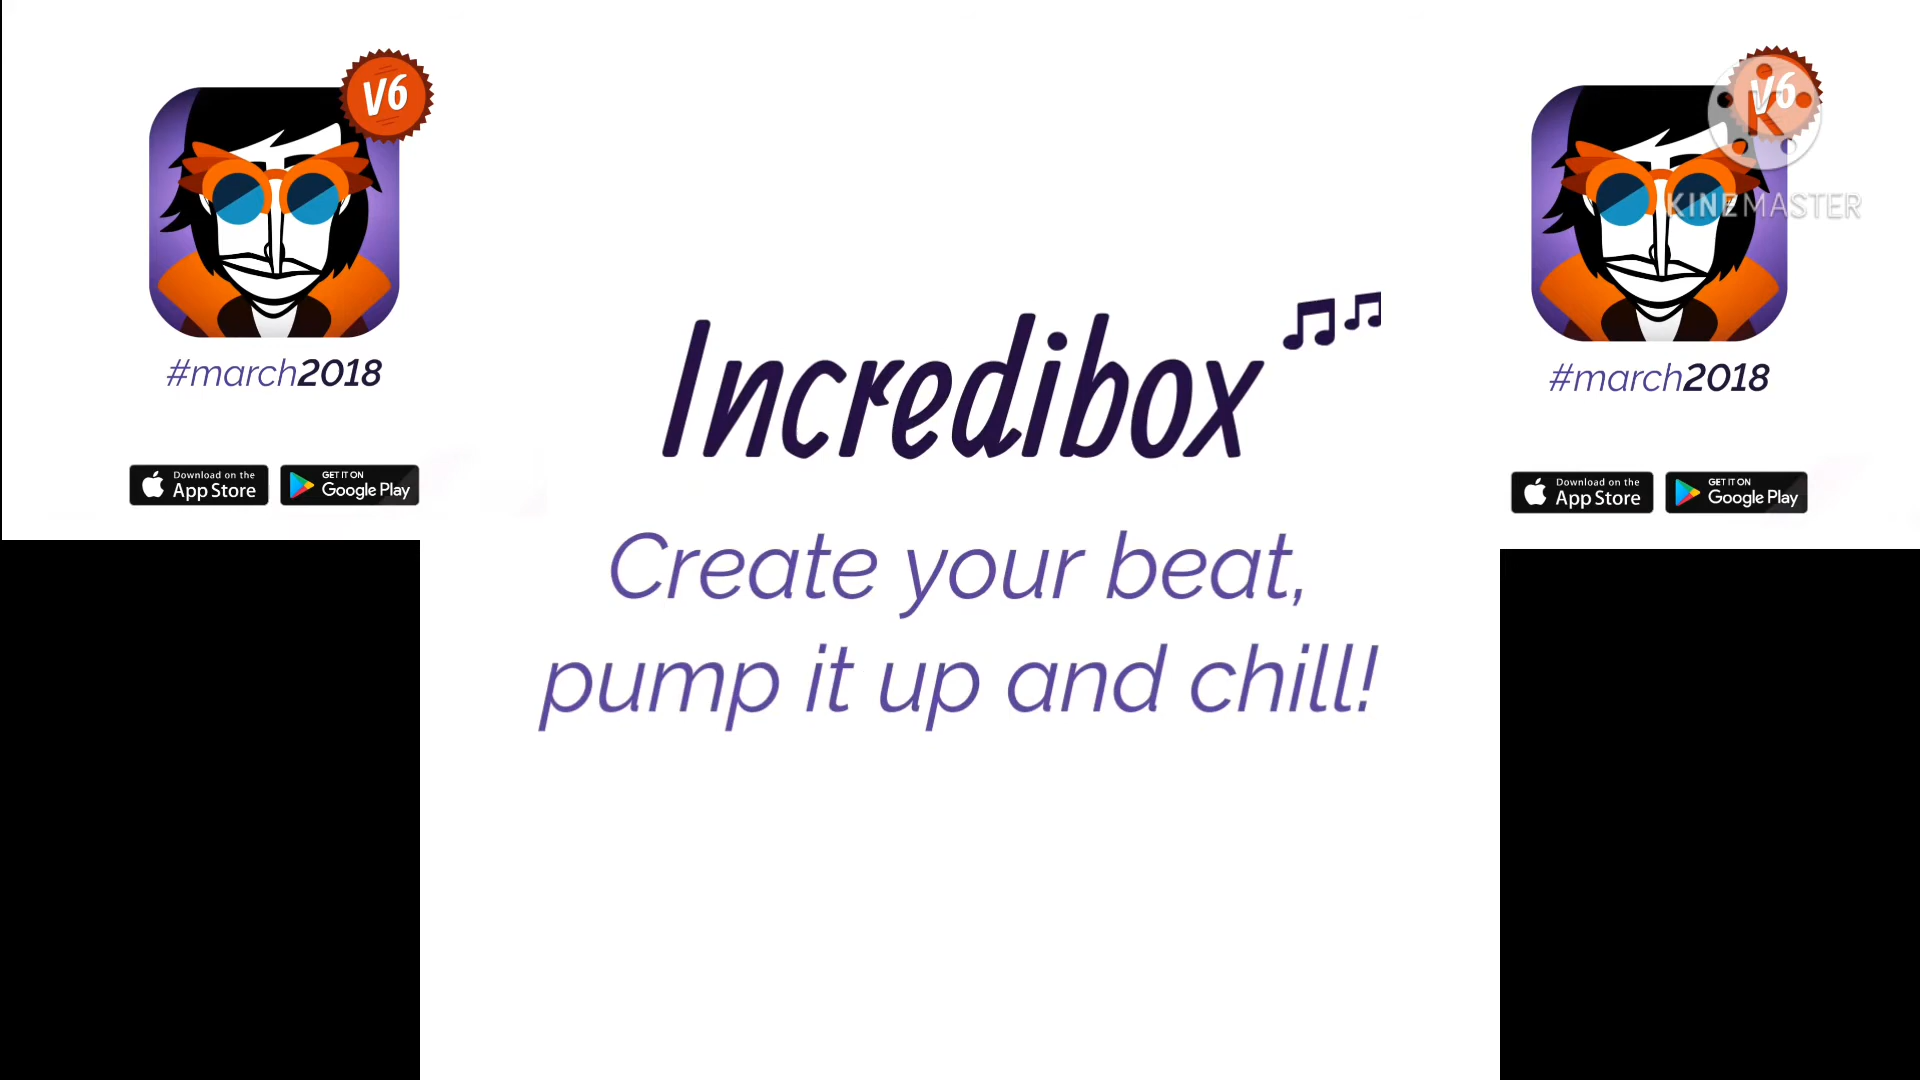 V6
#march2018
Download on the
App Store
GET IT ON
Google Play
Incredibox
Create your beat,
pump it up and chill!
V6
K
KINEMASTER
#march2018
Download on the
App Store
GET IT ON
Google Play